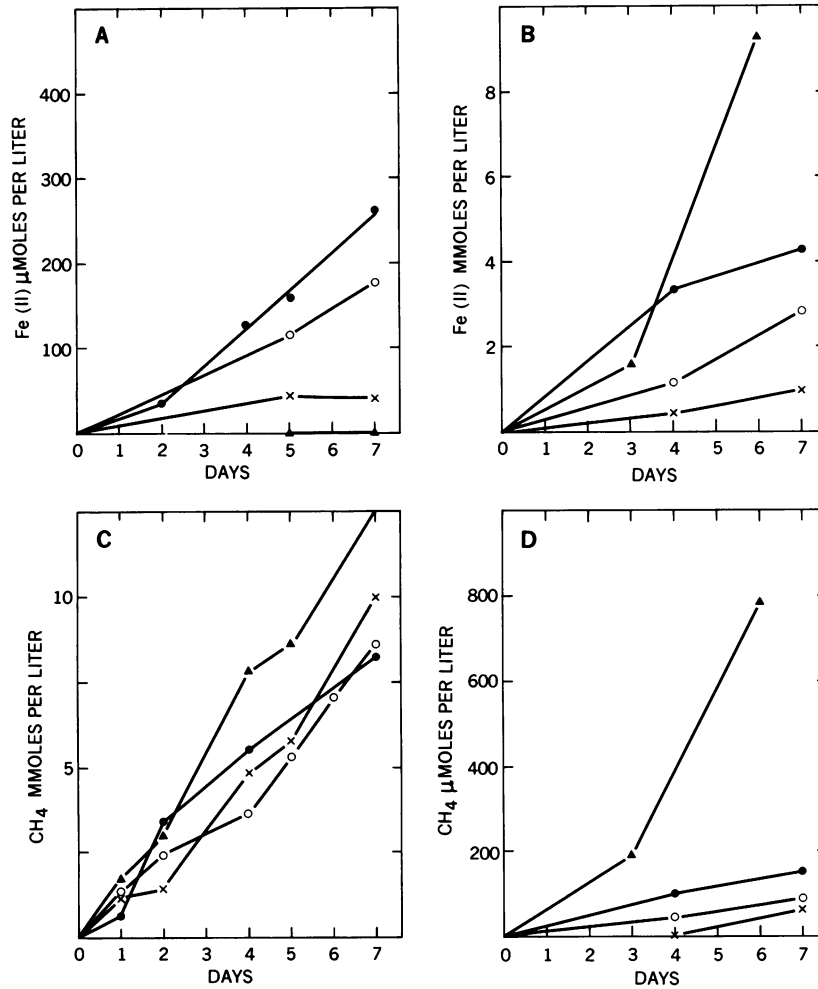 A
Fe (II) μMOLES PER LITER
400
300
200
100
0 1 2 3 4 5 6 7
DAYS
B
Fe (II) MMOLES PER LITER
8
6
4
2
0 1 2 3 4 5 6 7
DAYS
C
CH4 MMOLES PER LITER
10
5
0 1 2 3 4 5 6 7
DAYS
D
CH4 μMOLES PER LITER
800
600
400
200
0 1 2 3 4 5 6 7
DAYS